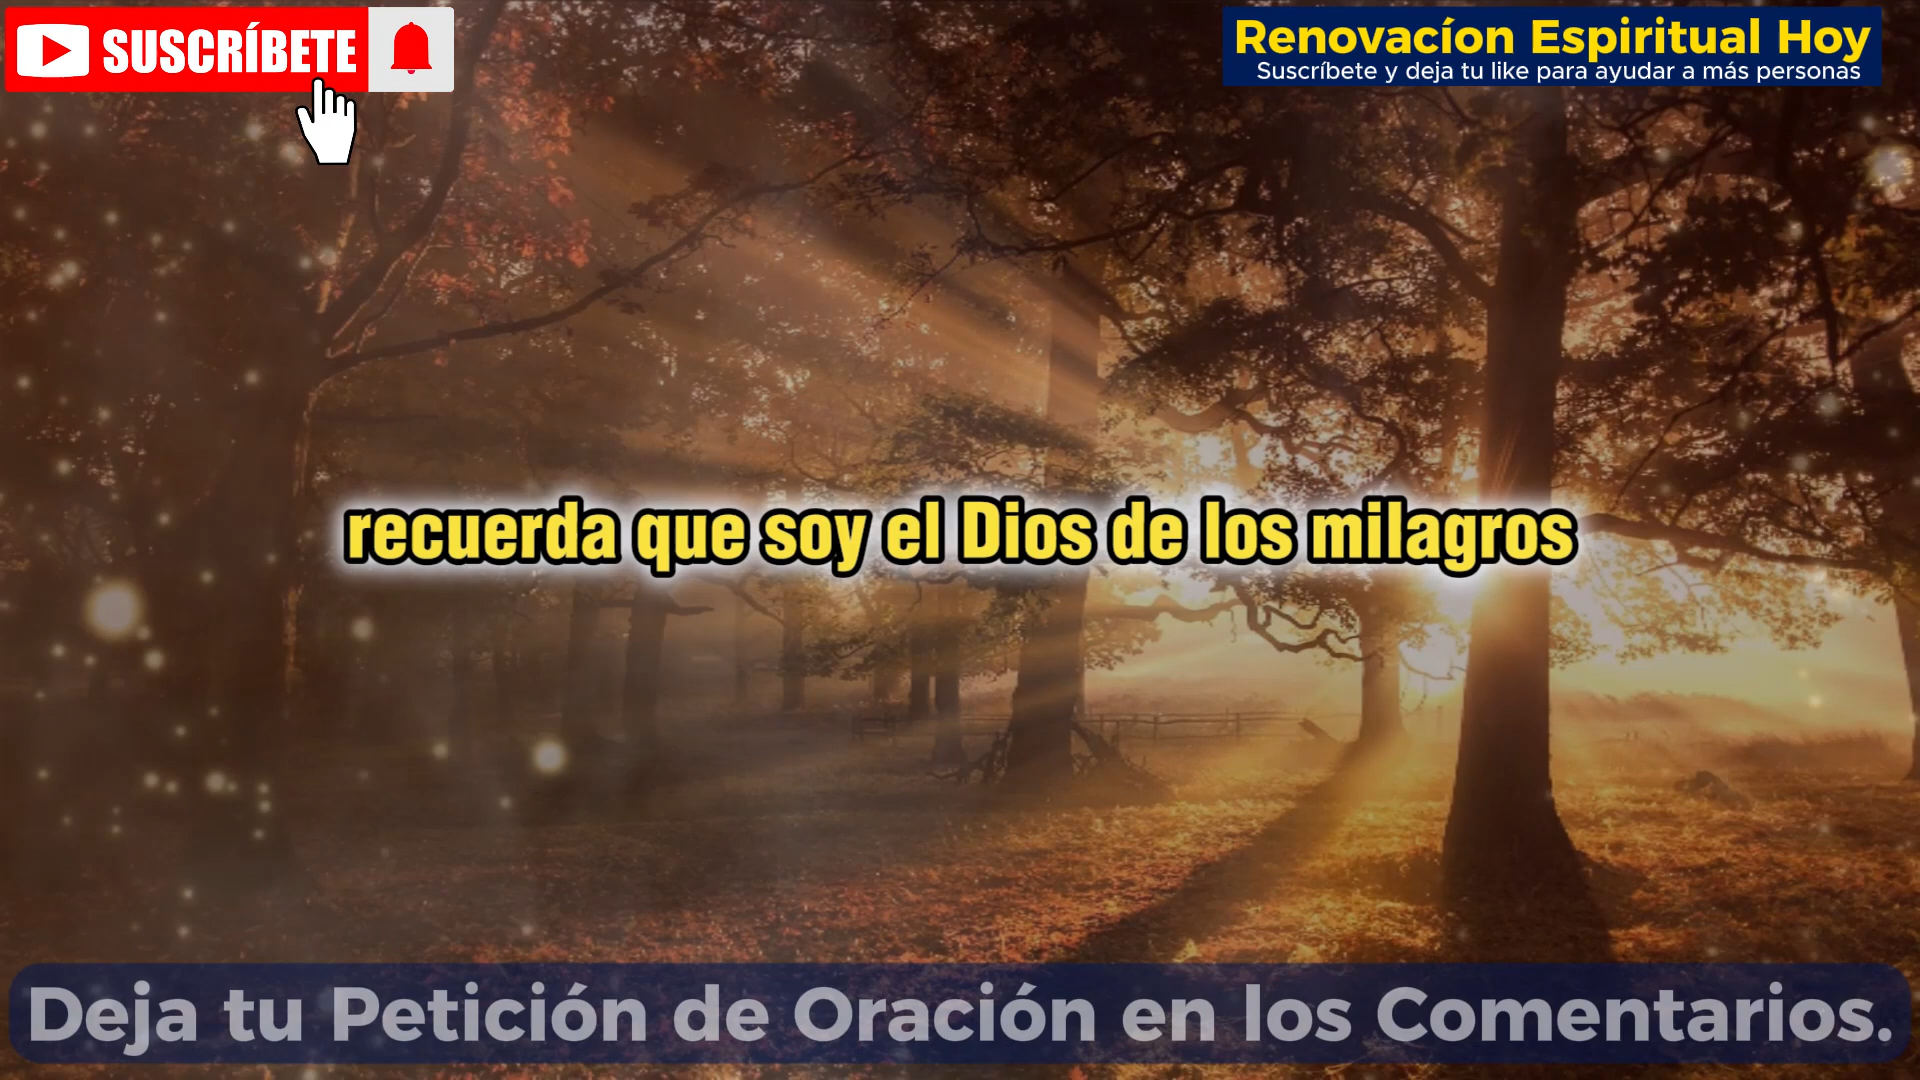 SUSCRÍBETE
Renovacíon Espiritual Hoy
Suscríbete y deja tu like para ayudar a más personas
recuerda que soy el Dios de los milagros
Deja tu Petición de Oración en los Comentarios.